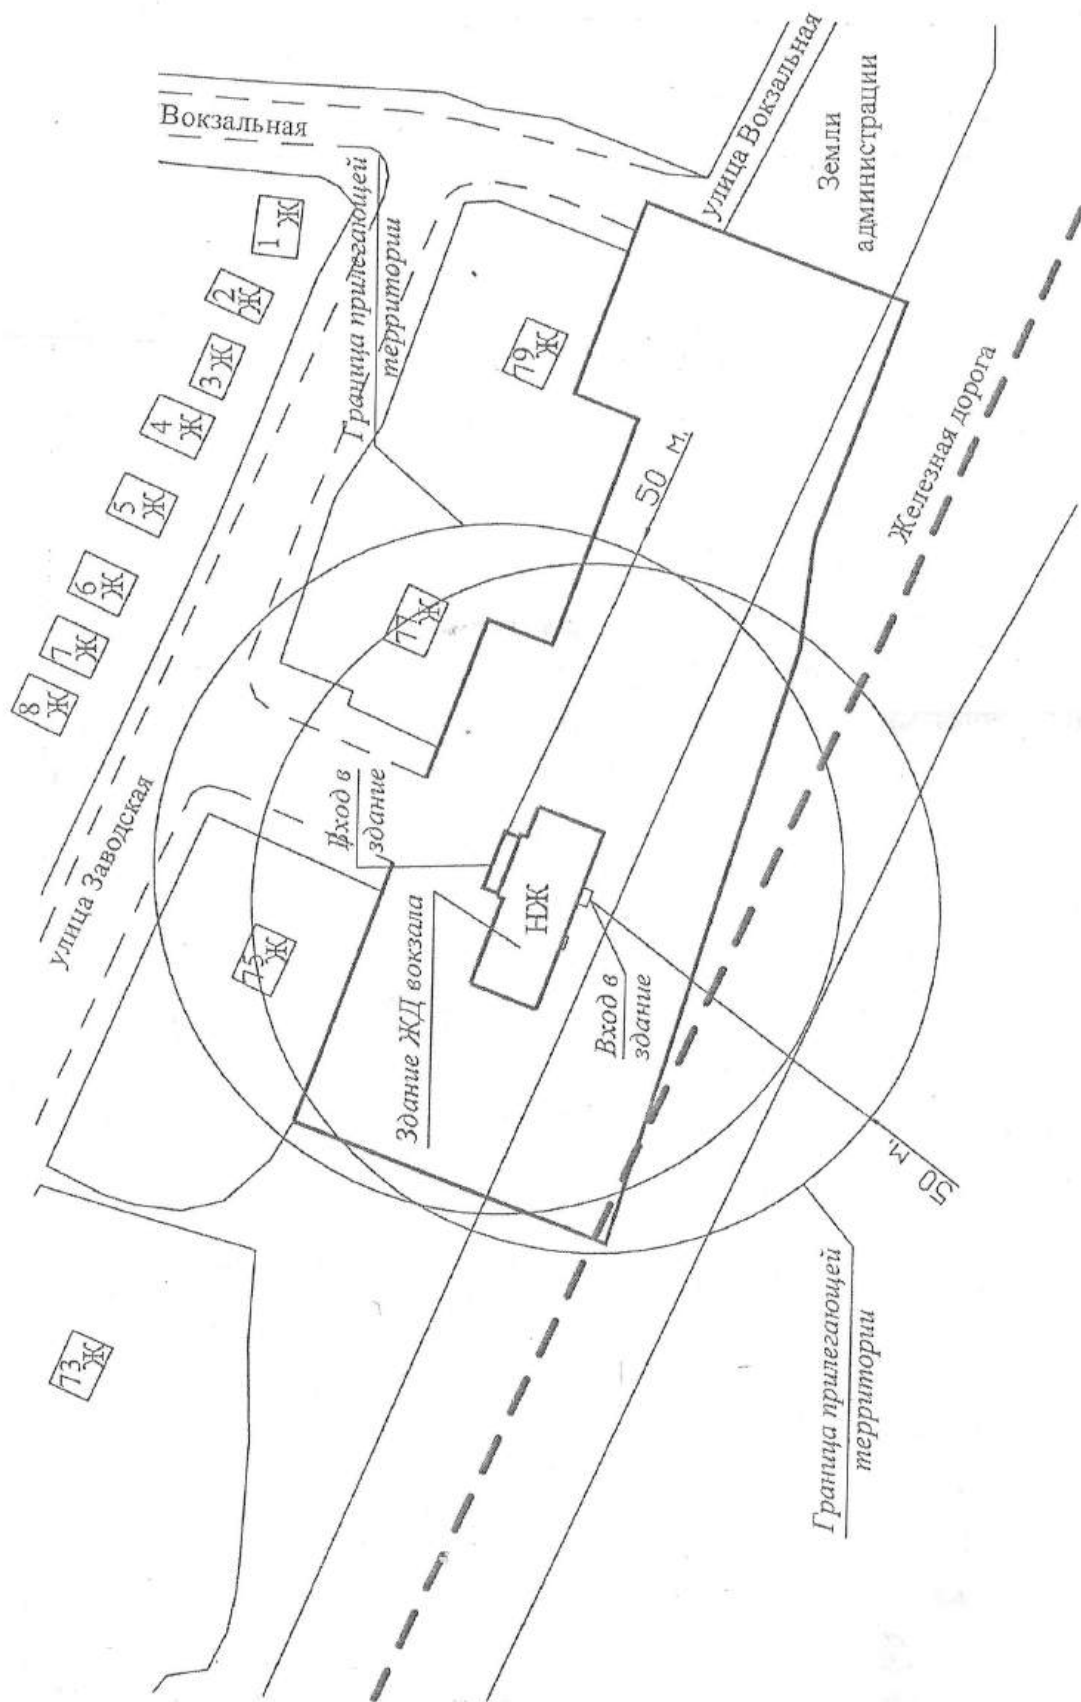 Вокзальная
улица Вокзальная
Земли
администрации
Граница прилегающей
территории
1
Ж
2
Ж
3
Ж
4
Ж
5
Ж
6
Ж
7
Ж
8
Ж
79
Ж
77
Ж
75
Ж
73
Ж
50 м.
Железная дорога
улица Заводская
Вход в
здание
Здание ЖД вокзала
НЖ
Вход в
здание
50 м.
Граница прилегающей
территории